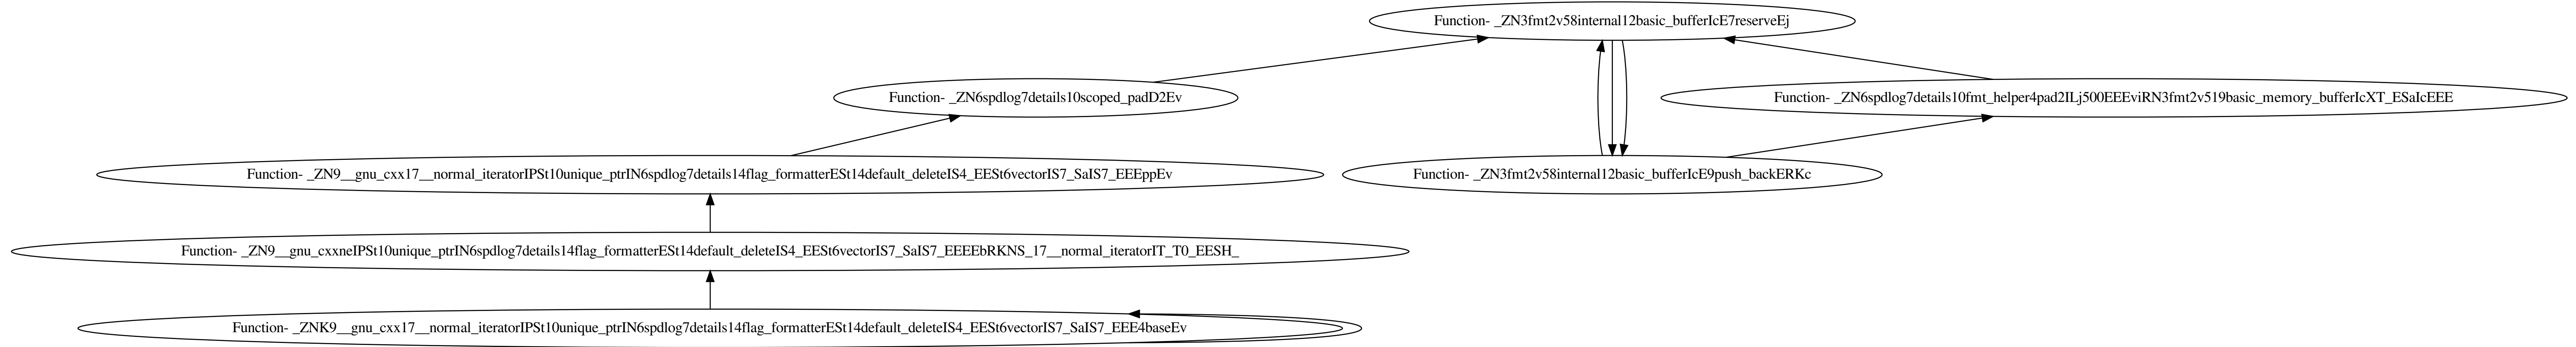 Function- _ZN3fmt2v58internal12basic_bufferIcE7reserveEj
Function- _ZN6spdlog7details10scoped_padD2Ev
Function- _ZN6spdlog7details10fmt_helper4pad2ILj500EEEviRN3fmt2v519basic_memory_bufferIcXT_ESaIcEEE
Function- _ZN9__gnu_cxx17__normal_iteratorIPSt10unique_ptrIN6spdlog7details14flag_formatterESt14default_deleteIS4_EESt6vectorIS7_SaIS7_EEEppEv
Function- _ZN3fmt2v58internal12basic_bufferIcE9push_backERKc
Function- _ZN9__gnu_cxxneIPSt10unique_ptrIN6spdlog7details14flag_formatterESt14default_deleteIS4_EESt6vectorIS7_SaIS7_EEEEbRKNS_17__normal_iteratorIT_T0_EESH_
Function- _ZNK9__gnu_cxx17__normal_iteratorIPSt10unique_ptrIN6spdlog7details14flag_formatterESt14default_deleteIS4_EESt6vectorIS7_SaIS7_EEE4baseEv